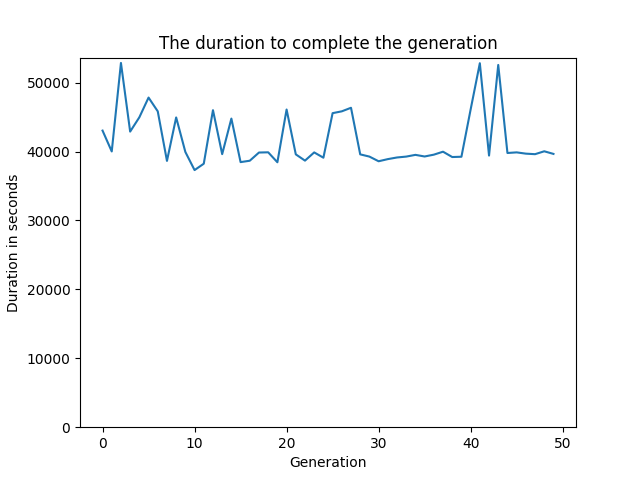 The duration to complete the generation
50000
40000
30000
20000
10000
0
Duration in seconds
0 10 20 30 40 50
Generation